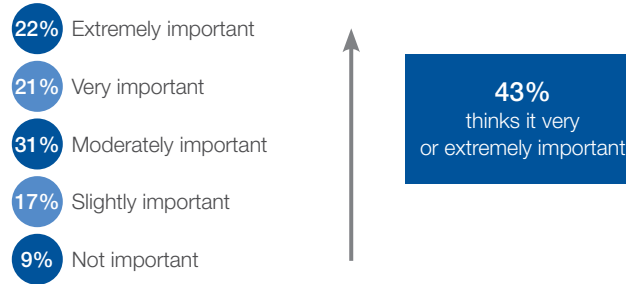 22% Extremely important
21% Very important
31% Moderately important
17% Slightly important
9% Not important
43%
thinks it very
or extremely important